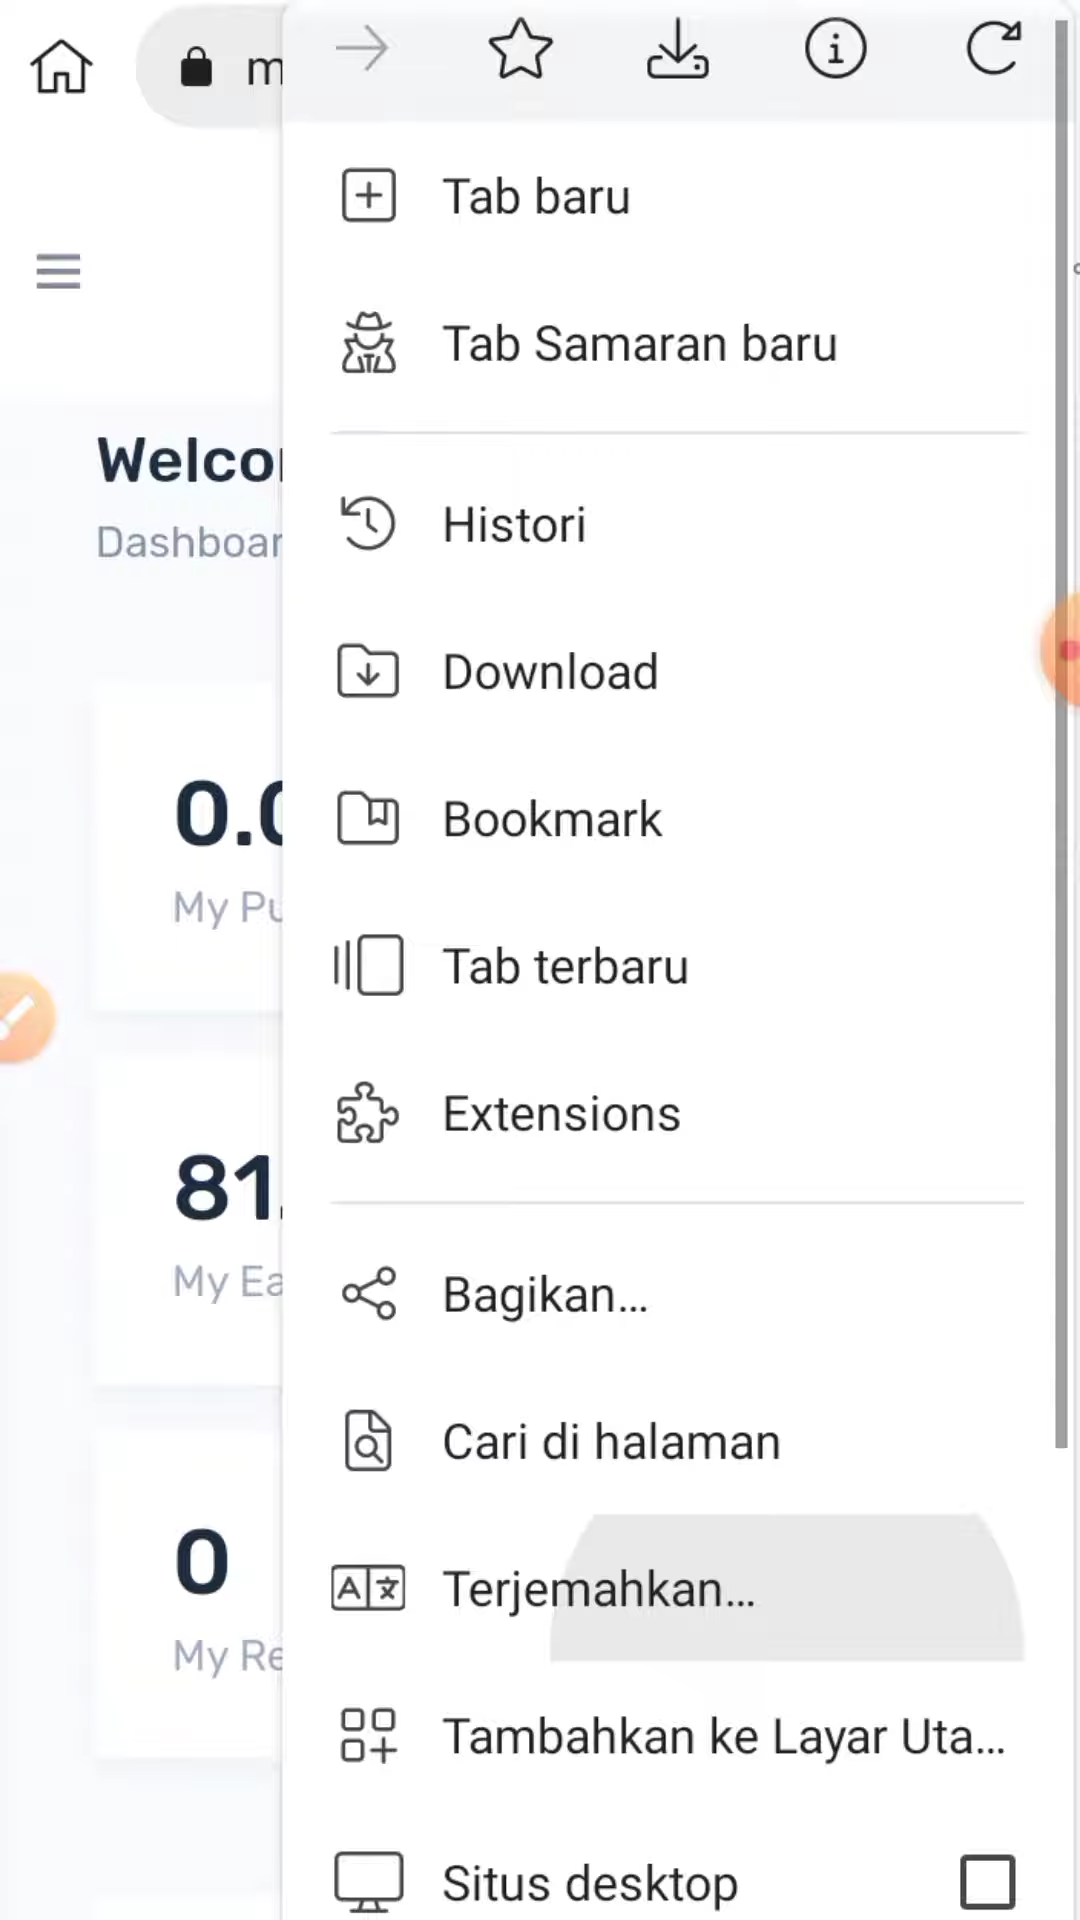 m
Tab baru
Tab Samaran baru
Histori
Download
Bookmark
Tab terbaru
Extensions
Bagikan...
Cari di halaman
Terjemahkan...
Tambahkan ke Layar Uta...
Situs desktop
Welco
Dashboar
0.0
My Pu
81.
My Ea
0
My Re